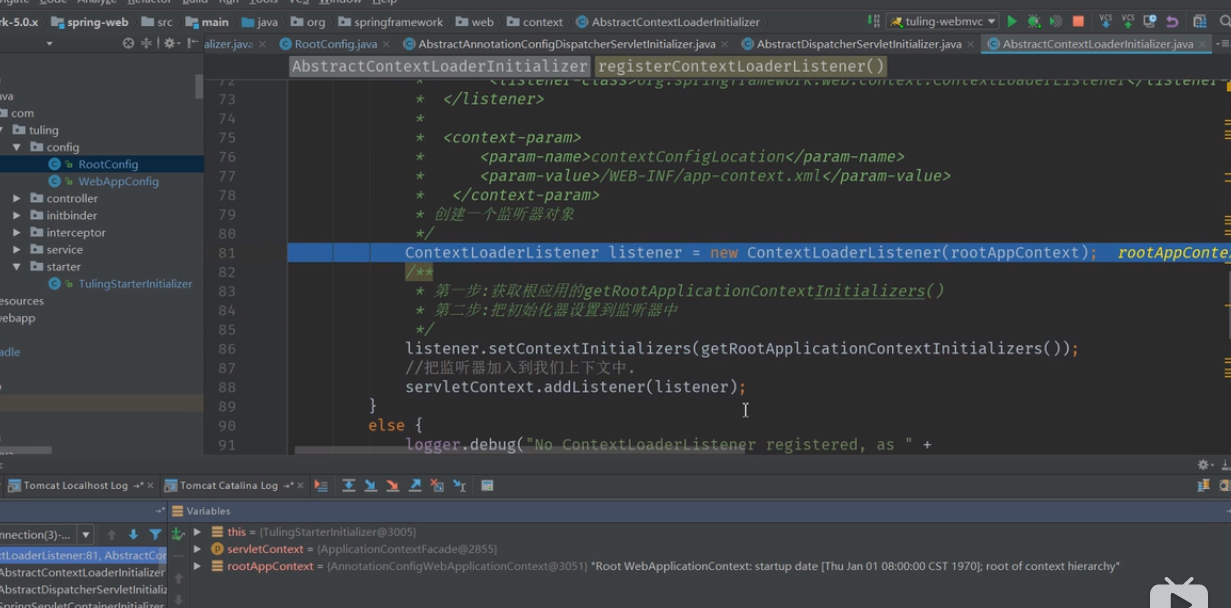 rk-5.0.x spring-web src main java org springframework web context AbstractContextLoaderInitializer tuling-webmvc
alizer.java RootConfig.java AbstractAnnotationConfigDispatcherServletInitializer.java AbstractDispatcherServletInitializer.java AbstractContextLoaderInitializer.java
AbstractContextLoaderInitializer registerContextLoaderListener()
72 * <listener-class>org.springframework.web.context.ContextLoaderListener</listener
73 * </listener>
74 *
75 * <context-param>
76 * <param-name>contextConfigLocation</param-name>
77 * <param-value>/WEB-INF/app-context.xml</param-value>
78 * </context-param>
79 * 创建一个监听器对象
80 */
81 ContextLoaderListener listener = new ContextLoaderListener(rootAppContext); rootAppConte
82 /**
83 * 第一步:获取根应用的getRootApplicationContextInitializers()
84 * 第二步:把初始化器设置到监听器中
85 */
86 listener.setContextInitializers(getRootApplicationContextInitializers());
87 //把监听器加入到我们上下文中.
88 servletContext.addListener(listener);
89 }
90 else {
91 logger.debug("No ContextLoaderListener registered, as " +
ava
com
tuling
config
RootConfig
WebAppConfig
controller
initbinder
interceptor
service
starter
TulingStarterInitializer
esources
webapp
adle
Tomcat Localhost Log Tomcat Catalina Log
Variables
nnection(3)-...
xtLoaderListener:81, AbstractCon
AbstractContextLoaderInitializer
AbstractDispatcherServletInitializ
SpringServletContainerInitializer
this = {TulingStarterInitializer@3005}
servletContext = {ApplicationContextFacade@2855}
rootAppContext = {AnnotationConfigWebApplicationContext@3051} "Root WebApplicationContext: startup date [Thu Jan 01 08:00:00 CST 1970]; root of context hierarchy"